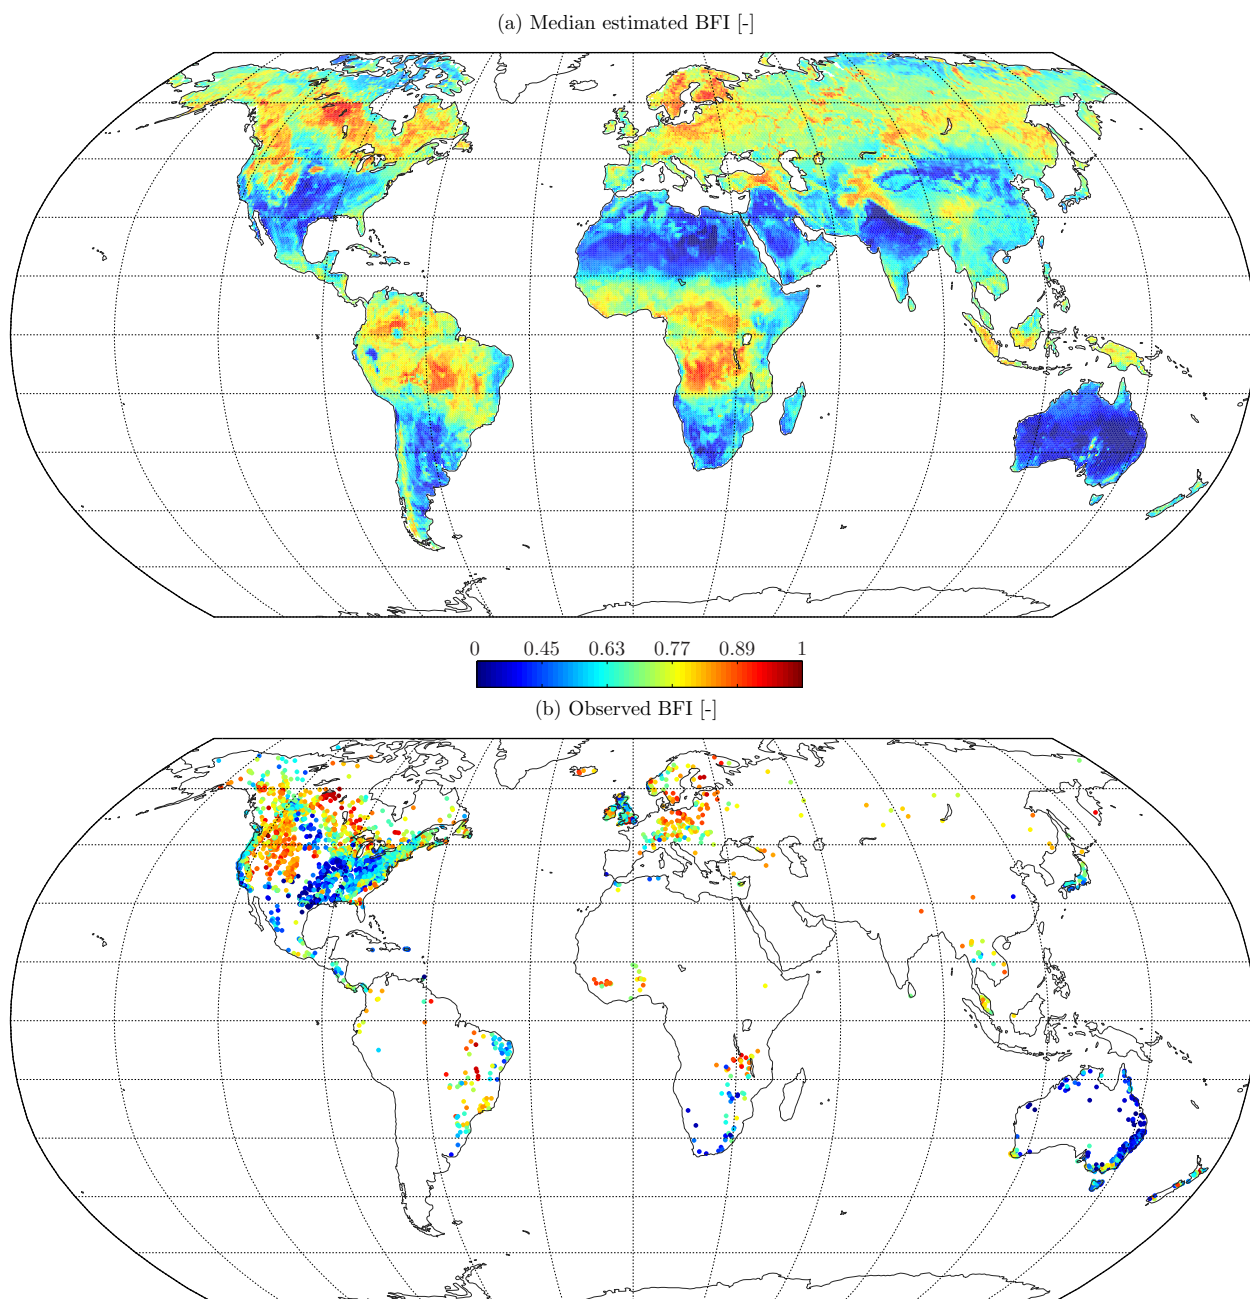 (a) Median estimated BFI [-]
0 0.45 0.63 0.77 0.89 1
(b) Observed BFI [-]